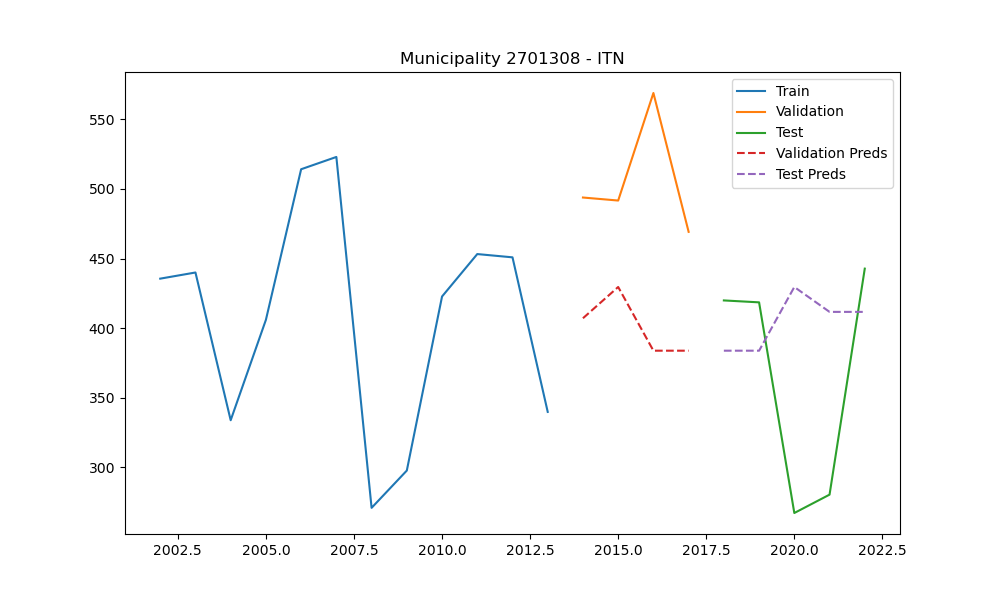 Municipality 2701308 - ITN
Train
Validation
Test
Validation Preds
Test Preds
550
500
450
400
350
300
2002.5 2005.0 2007.5 2010.0 2012.5 2015.0 2017.5 2020.0 2022.5